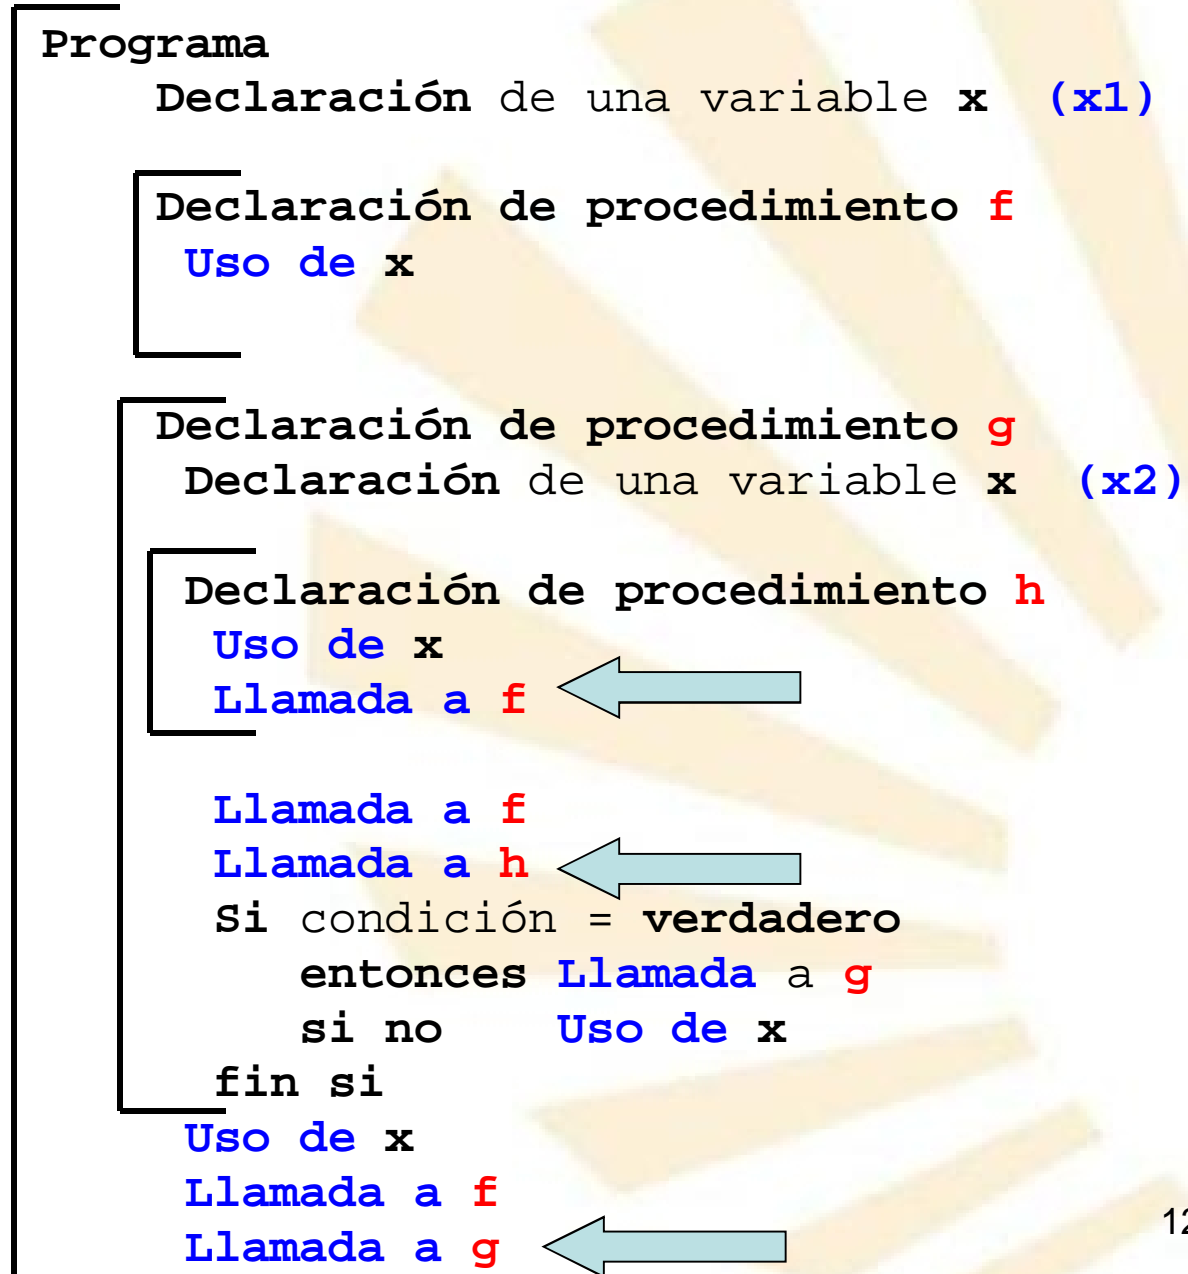 Programa
Declaración de una variable x (x1)
Declaración de procedimiento f
Uso de x
Declaración de procedimiento g
Declaración de una variable x (x2)
Declaración de procedimiento h
Uso de x
Llamada a f
Llamada a f
Llamada a h
Si condición = verdadero
entonces Llamada a g
si no Uso de x
fin si
Uso de x
Llamada a f
Llamada a g